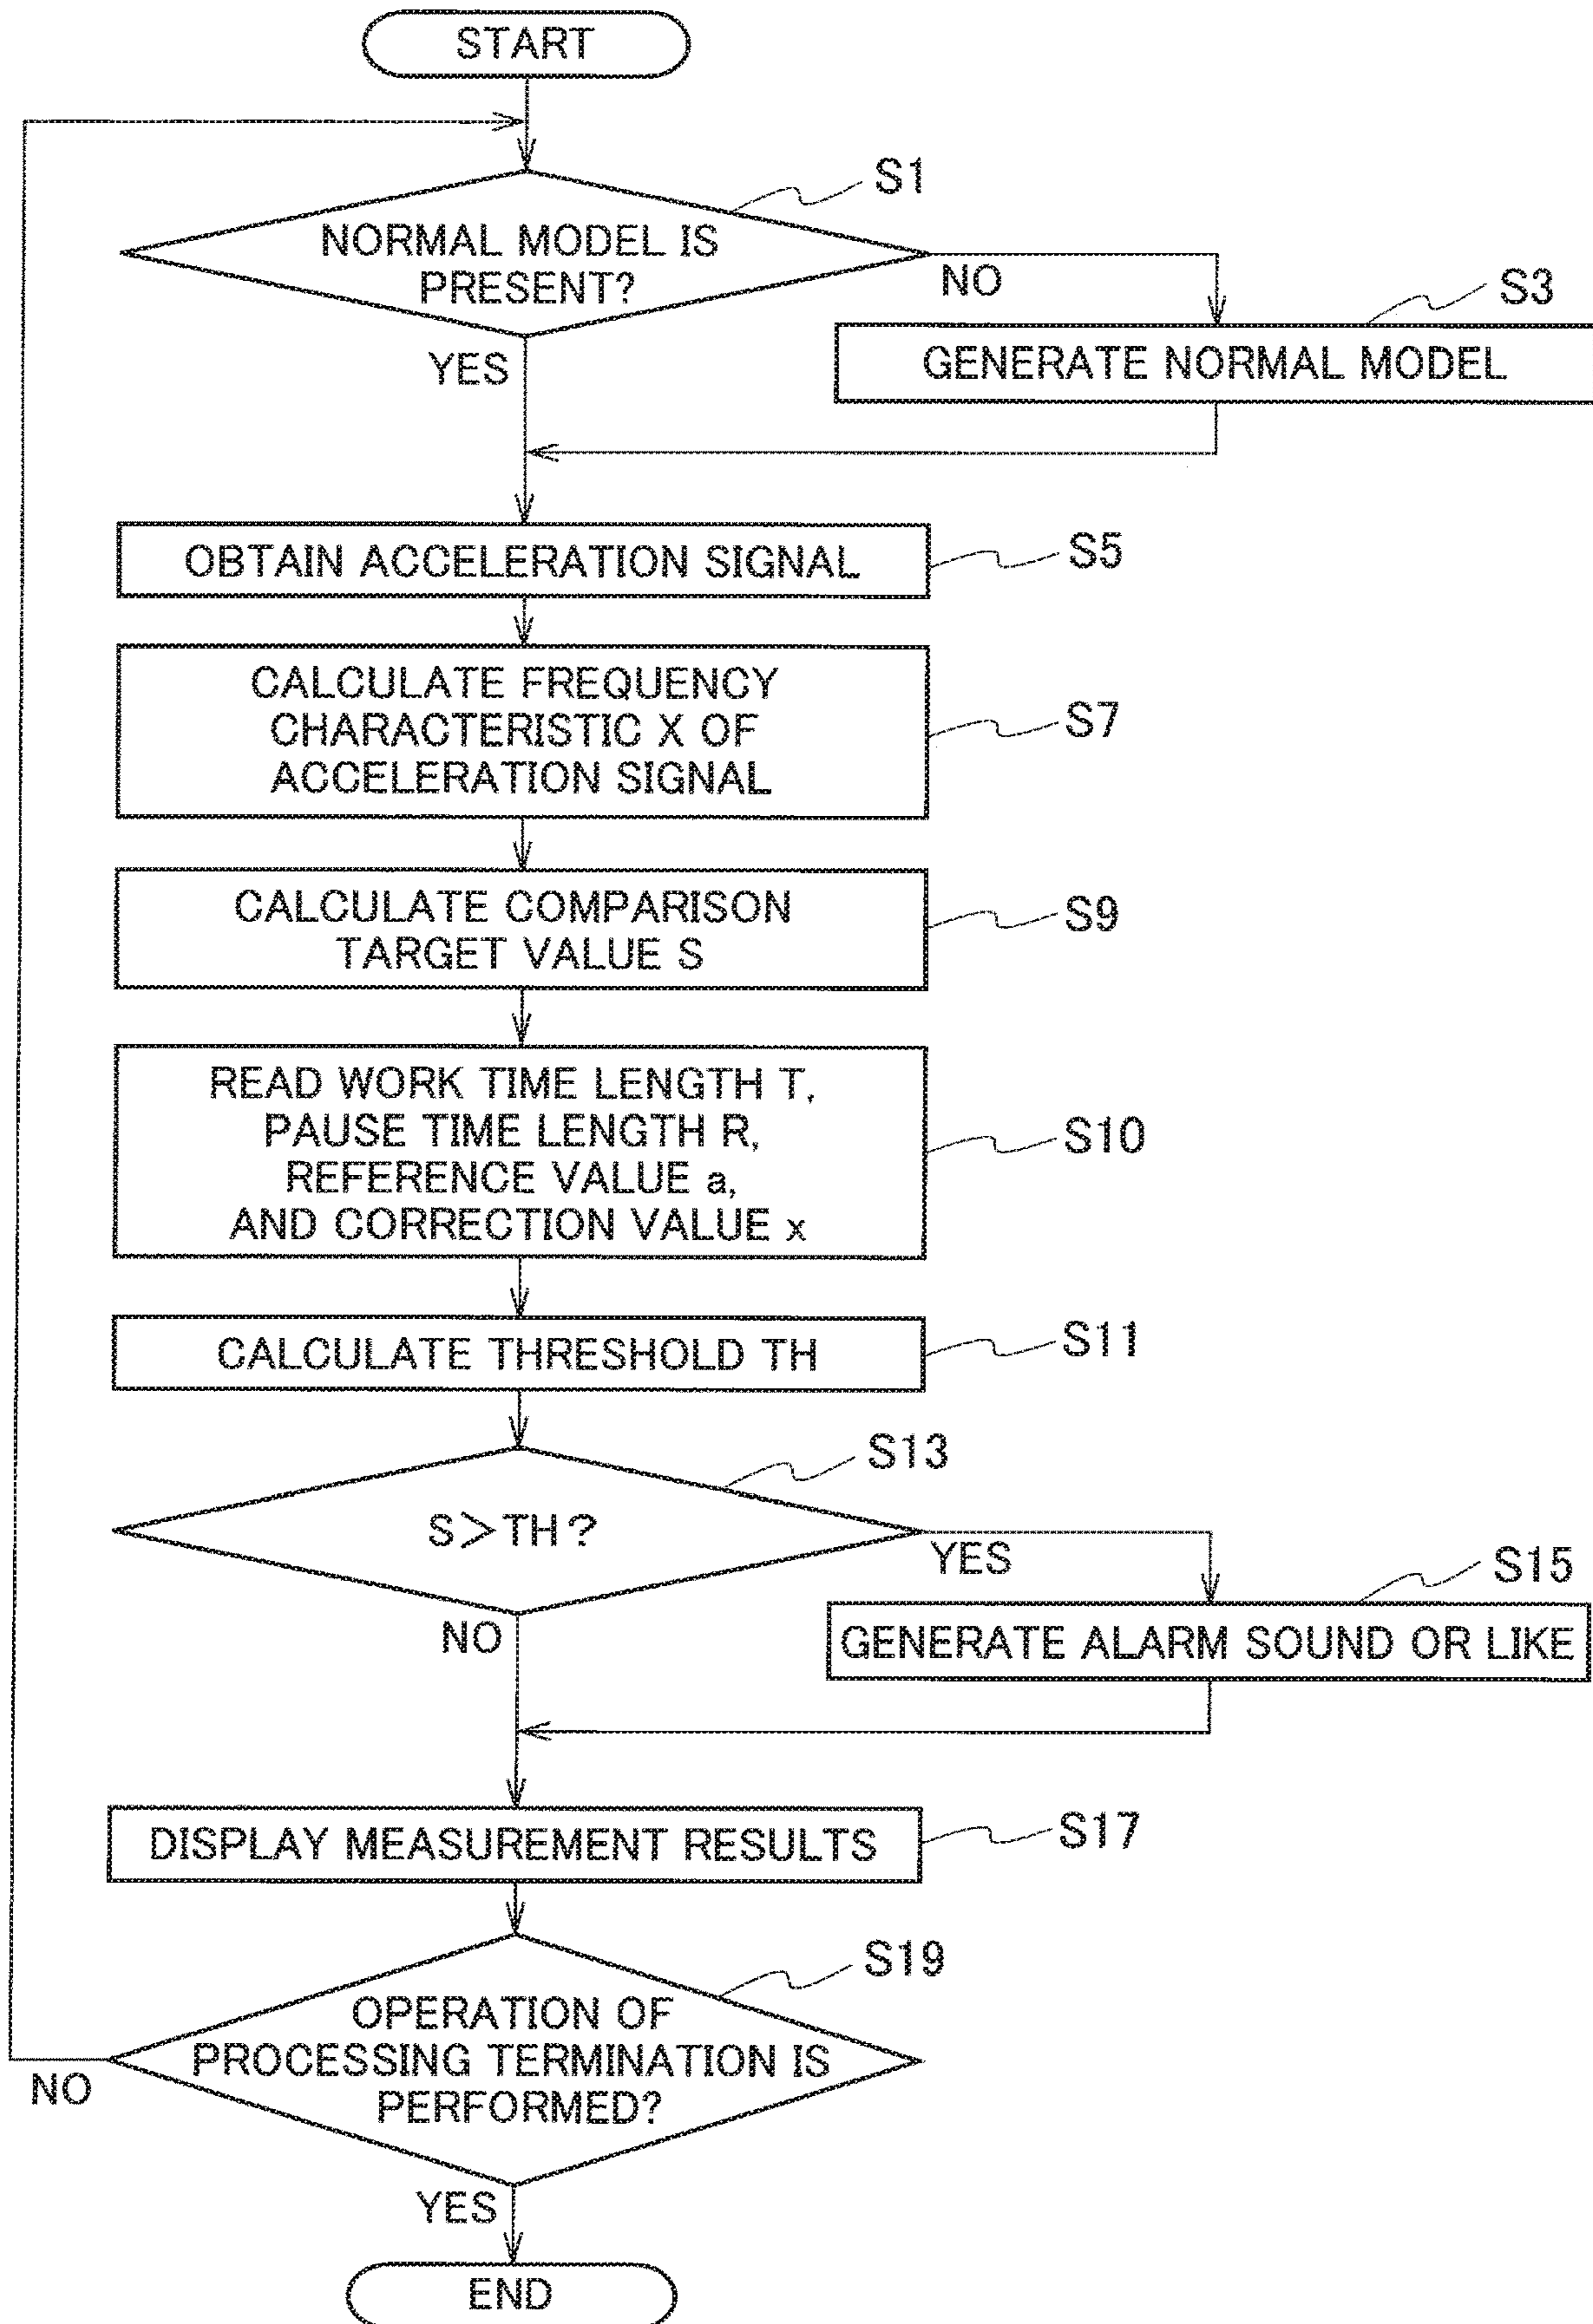 START
S1
NORMAL MODEL IS
PRESENT?
NO
S3
GENERATE NORMAL MODEL
YES
OBTAIN ACCELERATION SIGNAL
S5
CALCULATE FREQUENCY
CHARACTERISTIC X OF
ACCELERATION SIGNAL
S7
CALCULATE COMPARISON
TARGET VALUE S
S9
READ WORK TIME LENGTH T,
PAUSE TIME LENGTH R,
REFERENCE VALUE a,
AND CORRECTION VALUE x
S10
CALCULATE THRESHOLD TH
S11
S13
S>TH?
YES
S15
GENERATE ALARM SOUND OR LIKE
NO
DISPLAY MEASUREMENT RESULTS
S17
S19
OPERATION OF
PROCESSING TERMINATION IS
PERFORMED?
NO
YES
END